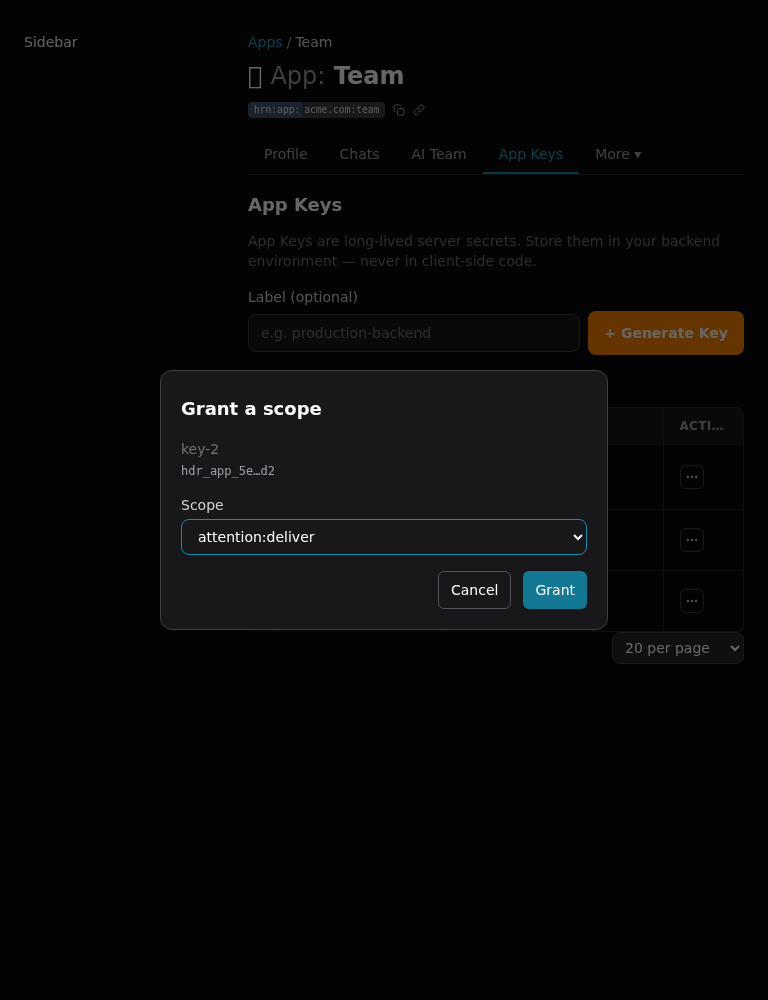 Sidebar
Apps / Team
App: Team
hrn:app: acme.com:team
Profile Chats AI Team App Keys More ▾
App Keys
App Keys are long-lived server secrets. Store them in your backend
environment — never in client-side code.
Label (optional)
e.g. production-backend
+ Generate Key
ACTI…
Grant a scope
key-2
hdr_app_5e…d2
Scope
attention:deliver
Cancel Grant
20 per page